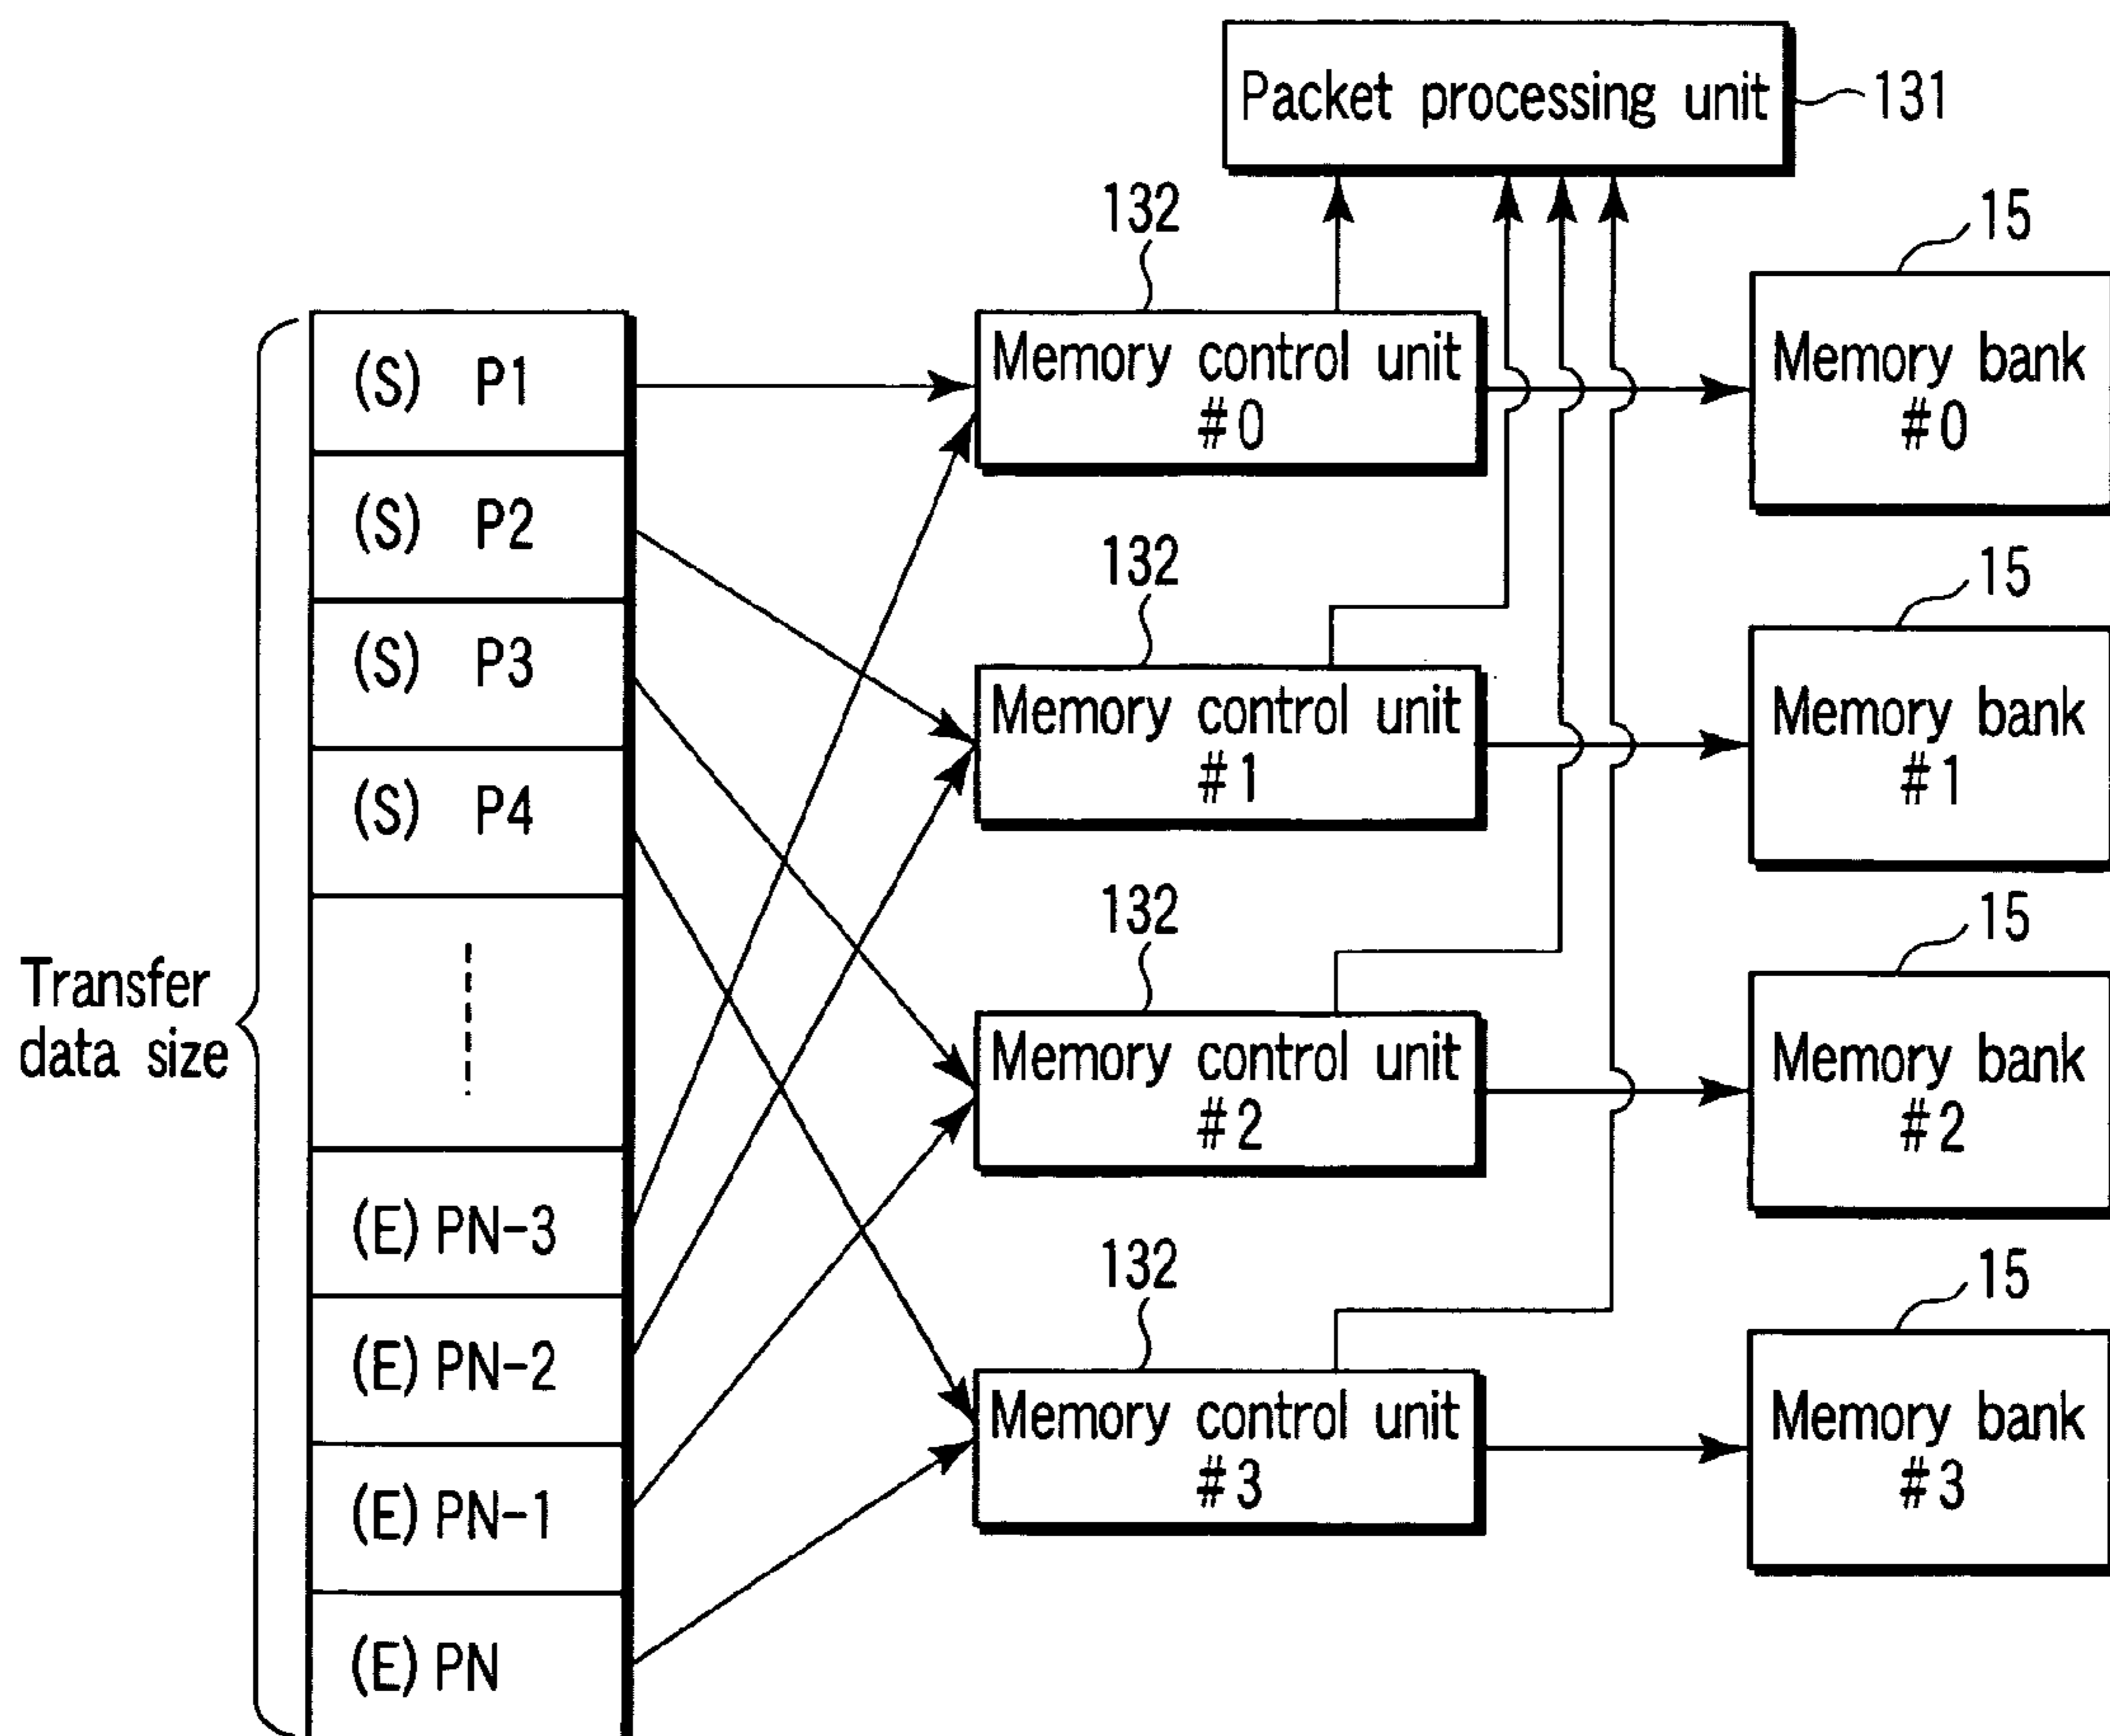 Packet processing unit
131
132
15
(S) P1
Memory control unit
#0
Memory bank
#0
(S) P2
132
15
(S) P3
Memory control unit
#1
Memory bank
#1
(S) P4
132
15
Transfer
data size
Memory control unit
#2
Memory bank
#2
(E) PN-3
132
15
(E) PN-2
Memory control unit
#3
Memory bank
#3
(E) PN-1
(E) PN